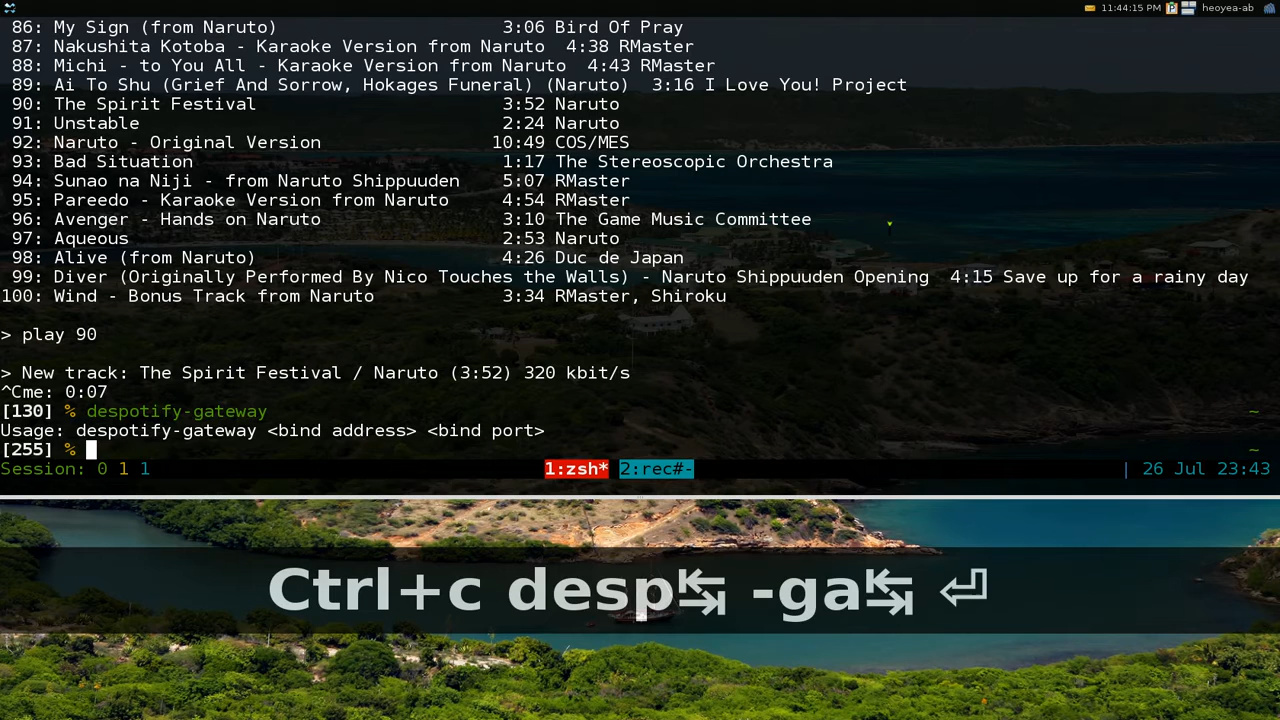 11:44:15 PM heoyea-ab
86: My Sign (from Naruto) 3:06 Bird Of Pray
87: Nakushita Kotoba - Karaoke Version from Naruto 4:38 RMaster
88: Michi - to You All - Karaoke Version from Naruto 4:43 RMaster
89: Ai To Shu (Grief And Sorrow, Hokages Funeral) (Naruto) 3:16 I Love You! Project
90: The Spirit Festival 3:52 Naruto
91: Unstable 2:24 Naruto
92: Naruto - Original Version 10:49 COS/MES
93: Bad Situation 1:17 The Stereoscopic Orchestra
94: Sunao na Niji - from Naruto Shippuuden 5:07 RMaster
95: Pareedo - Karaoke Version from Naruto 4:54 RMaster
96: Avenger - Hands on Naruto 3:10 The Game Music Committee
97: Aqueous 2:53 Naruto
98: Alive (from Naruto) 4:26 Duc de Japan
99: Diver (Originally Performed By Nico Touches the Walls) - Naruto Shippuuden Opening 4:15 Save up for a rainy day
100: Wind - Bonus Track from Naruto 3:34 RMaster, Shiroku
> play 90
> New track: The Spirit Festival / Naruto (3:52) 320 kbit/s
^Cme: 0:07
[130] % despotify-gateway ~
Usage: despotify-gateway <bind address> <bind port>
[255] % ~
Session: 0 1 1 1:zsh* 2:rec#- | 26 Jul 23:43
Ctrl+c desp↹ -ga↹ ⏎